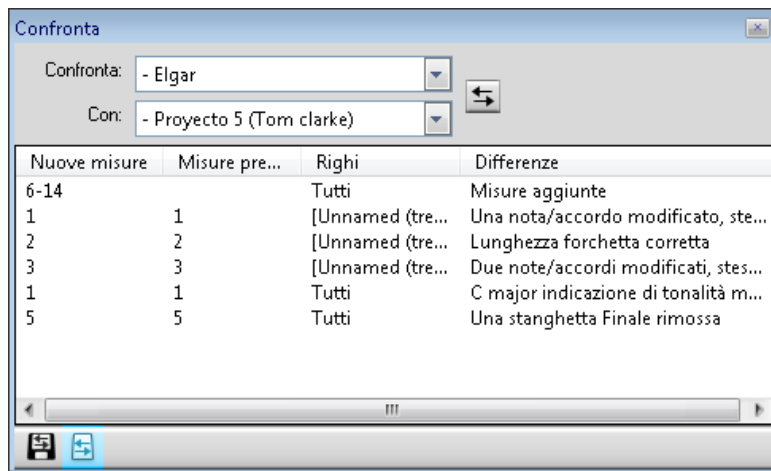 Confronta
Confronta: - Elgar
Con: - Proyecto 5 (Tom clarke)
Nuove misure Misure pre... Righi Differenze
6-14 Tutti Misure aggiunte
1 1 [Unnamed (tre... Una nota/accordo modificato, ste...
2 2 [Unnamed (tre... Lunghezza forchetta corretta
3 3 [Unnamed (tre... Due note/accordi modificati, stes...
1 1 Tutti C major indicazione di tonalità m...
5 5 Tutti Una stanghetta Finale rimossa